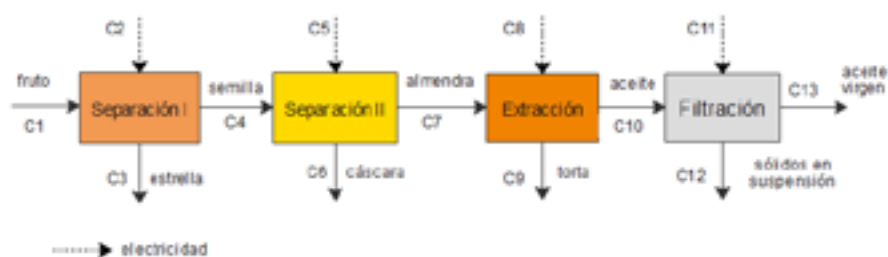 C2
C5
C8
C11
fruto
semilla
almendra
aceite
aceite
virgen
Separación I
Separación II
Extracción
Filtración
C13
C1
C4
C7
C10
C3
estrella
C6
cáscara
C9
torta
C12
sólidos en
suspensión
electricidad